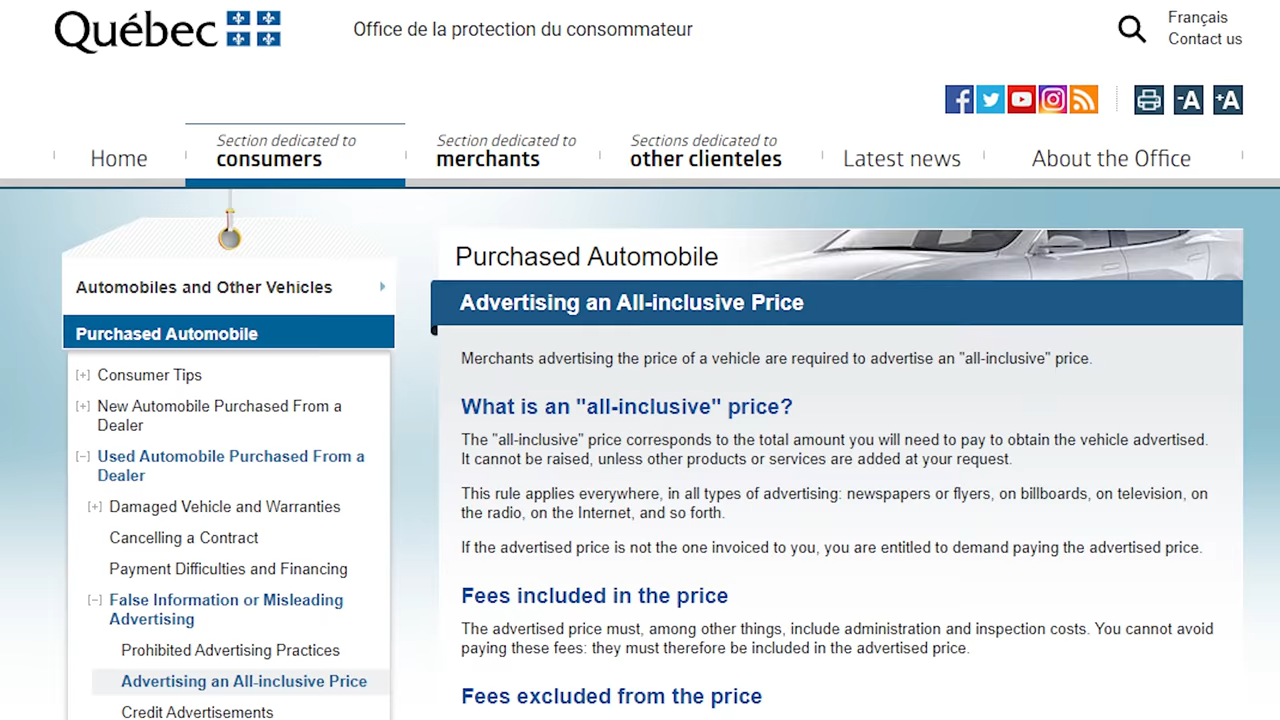 Québec
Office de la protection du consommateur
Français
Contact us
-A
+A
Home
Section dedicated to
consumers
Section dedicated to
merchants
Sections dedicated to
other clienteles
Latest news
About the Office
Automobiles and Other Vehicles
Purchased Automobile
[+] Consumer Tips
[+] New Automobile Purchased From a
Dealer
[−] Used Automobile Purchased From a
Dealer
[+] Damaged Vehicle and Warranties
Cancelling a Contract
Payment Difficulties and Financing
[−] False Information or Misleading
Advertising
Prohibited Advertising Practices
Advertising an All-inclusive Price
Credit Advertisements
Purchased Automobile
Advertising an All-inclusive Price
Merchants advertising the price of a vehicle are required to advertise an "all-inclusive" price.
What is an "all-inclusive" price?
The "all-inclusive" price corresponds to the total amount you will need to pay to obtain the vehicle advertised.
It cannot be raised, unless other products or services are added at your request.
This rule applies everywhere, in all types of advertising: newspapers or flyers, on billboards, on television, on
the radio, on the Internet, and so forth.
If the advertised price is not the one invoiced to you, you are entitled to demand paying the advertised price.
Fees included in the price
The advertised price must, among other things, include administration and inspection costs. You cannot avoid
paying these fees: they must therefore be included in the advertised price.
Fees excluded from the price